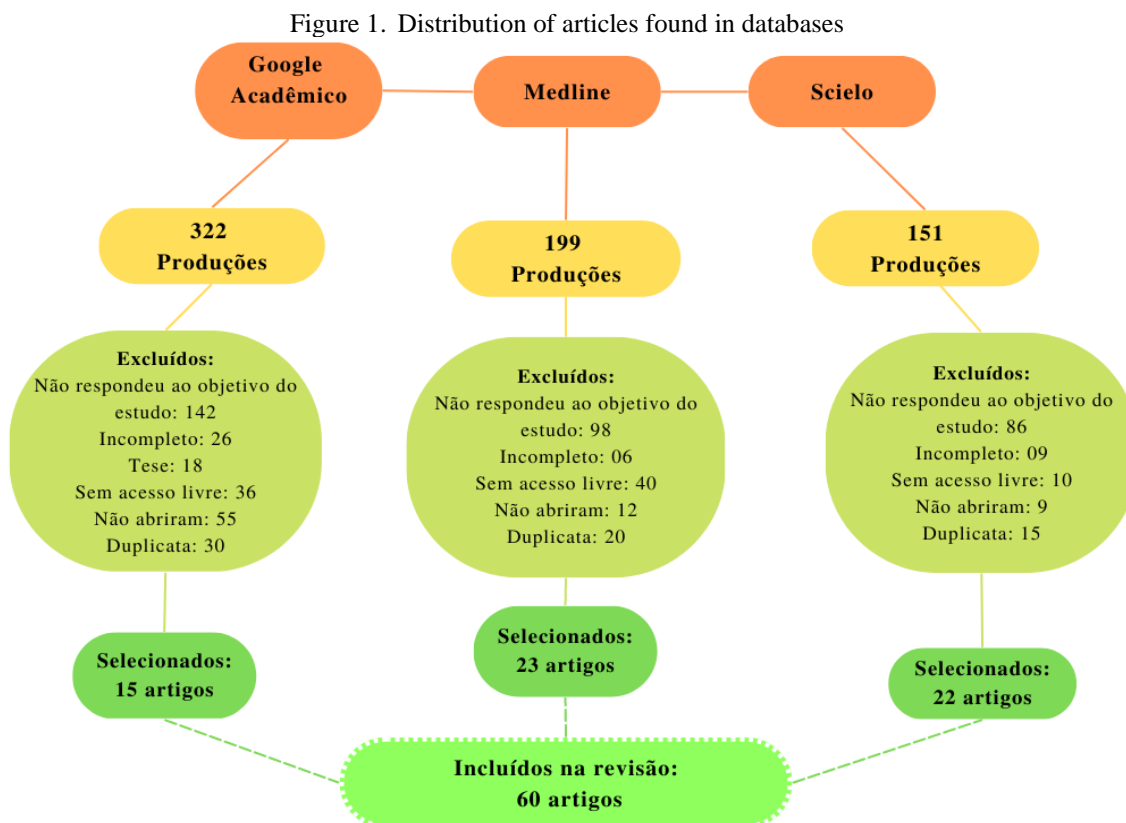 Figure 1. Distribution of articles found in databases
Google
Acadêmico
Medline
Scielo
322
Produções
199
Produções
151
Produções
Excluídos:
Não respondeu ao objetivo do
estudo: 142
Incompleto: 26
Tese: 18
Sem acesso livre: 36
Não abriram: 55
Duplicata: 30
Excluídos:
Não respondeu ao objetivo do
estudo: 98
Incompleto: 06
Sem acesso livre: 40
Não abriram: 12
Duplicata: 20
Excluídos:
Não respondeu ao objetivo do
estudo: 86
Incompleto: 09
Sem acesso livre: 10
Não abriram: 9
Duplicata: 15
Selecionados:
15 artigos
Selecionados:
23 artigos
Selecionados:
22 artigos
Incluídos na revisão:
60 artigos